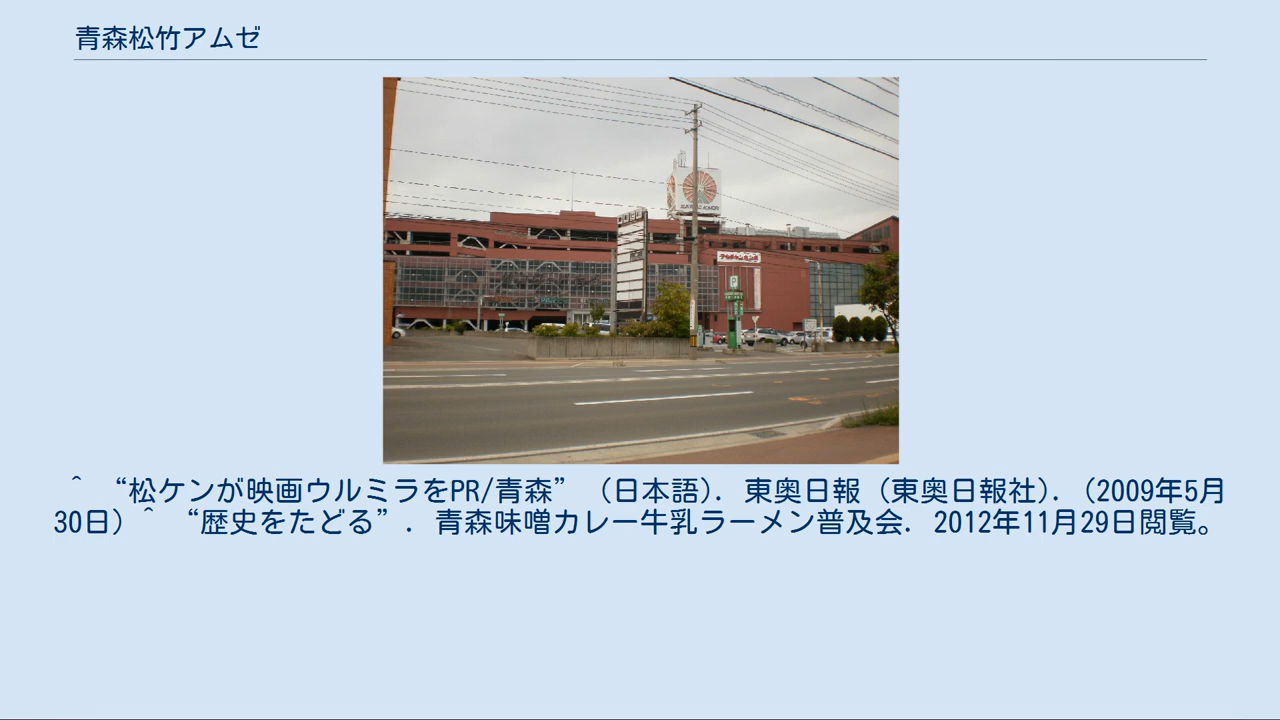 青森松竹アムゼ
P
^ “松ケンが映画ウルミラをPR/青森” (日本語). 東奥日報 (東奥日報社). (2009年5月
30日) ^ “歴史をたどる”. 青森味噌カレー牛乳ラーメン普及会. 2012年11月29日閲覧。